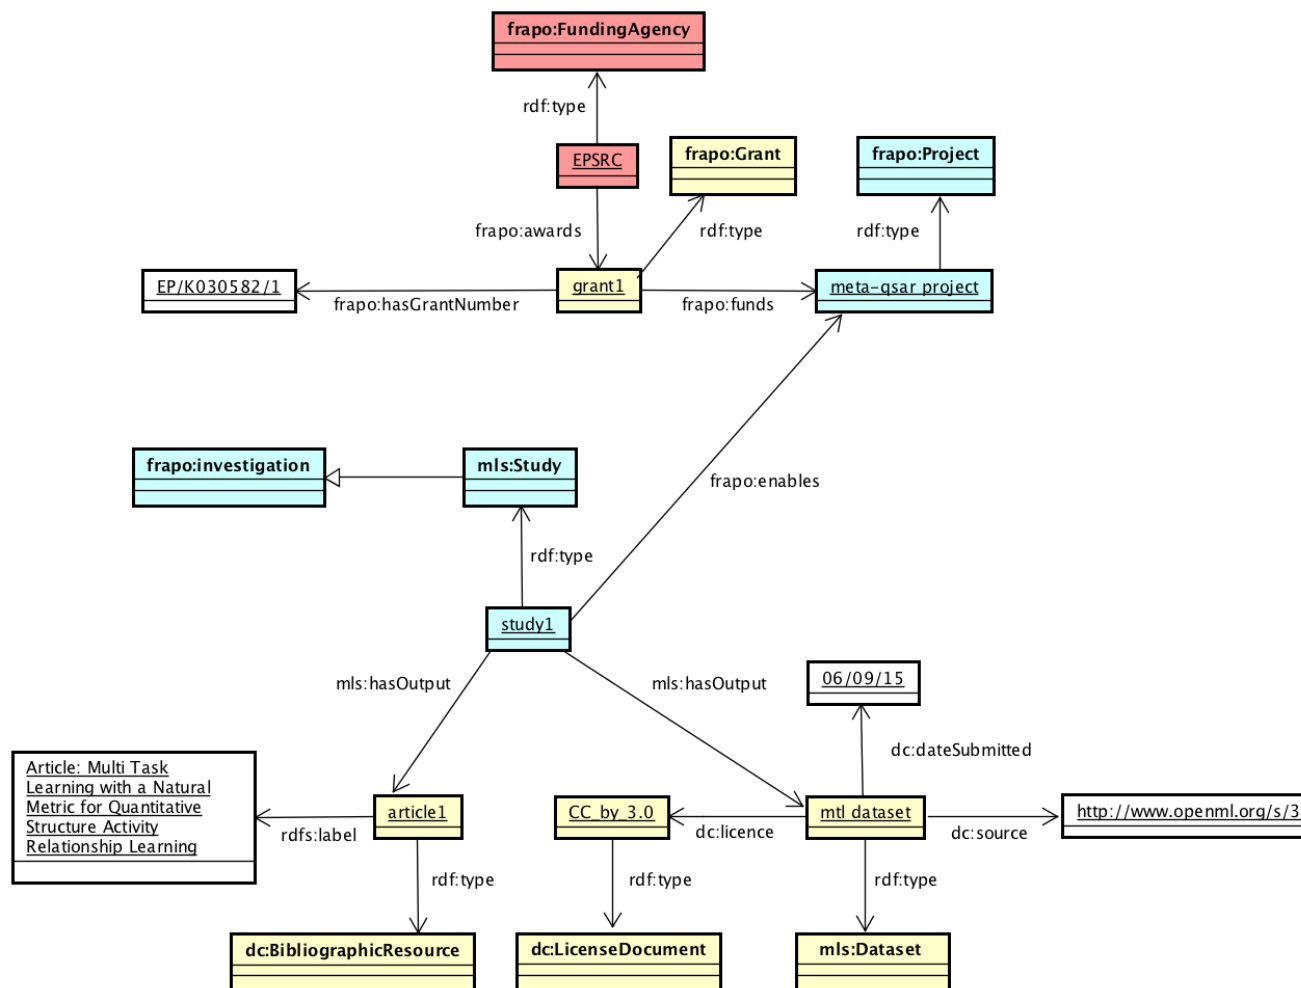 frapo:FundingAgency
rdf:type
EPSRC
frapo:Grant
frapo:Project
frapo:awards
rdf:type
rdf:type
EP/K030582/1
grant1
meta-qsar project
frapo:hasGrantNumber
frapo:funds
frapo:investigation
mls:Study
frapo:enables
rdf:type
study1
mls:hasOutput
mls:hasOutput
06/09/15
dc:dateSubmitted
Article: Multi Task
Learning with a Natural
Metric for Quantitative
Structure Activity
Relationship Learning
rdfs:label
article1
CC_by_3.0
dc:licence
mtl dataset
dc:source
http://www.openml.org/s/3
rdf:type
rdf:type
rdf:type
dc:BibliographicResource
dc:LicenseDocument
mls:Dataset